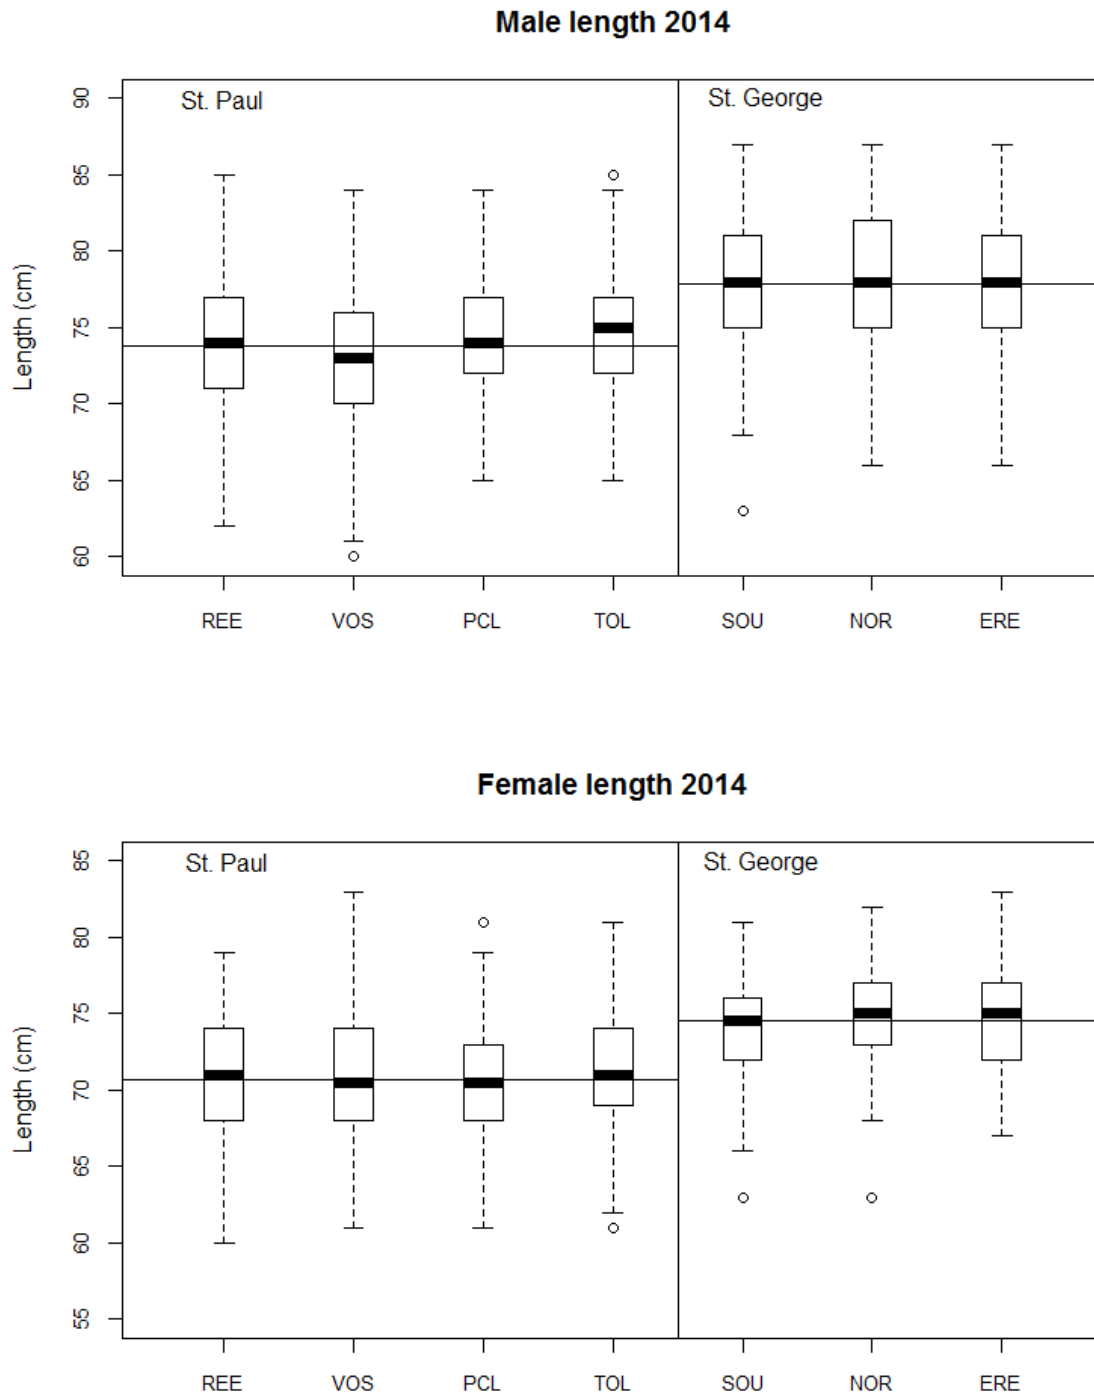 Male length 2014
St. Paul
St. George
90
85
80
75
70
65
60
Length (cm)
REE VOS PCL TOL SOU NOR ERE
Female length 2014
St. Paul
St. George
85
80
75
70
65
60
55
Length (cm)
REE VOS PCL TOL SOU NOR ERE